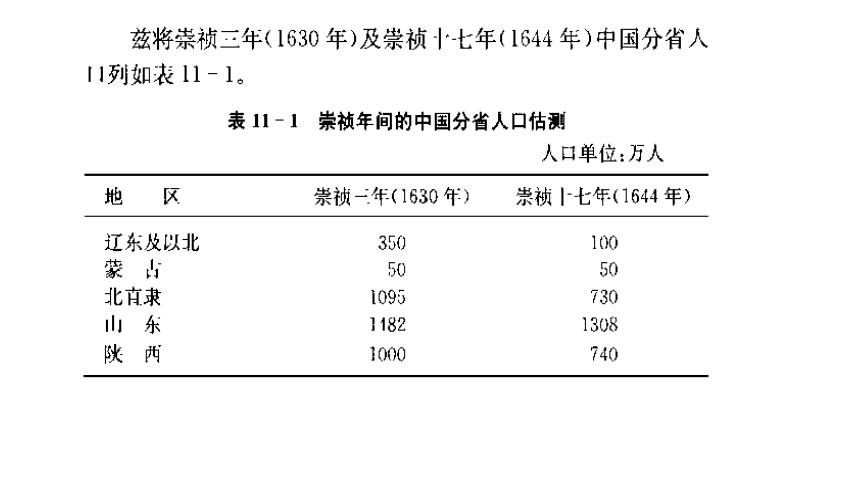 兹将崇祯三年(1630年)及崇祯十七年(1644年)中国分省人
口列如表11-1。
表11-1 崇祯年间的中国分省人口估测
人口单位:万人
地 区 崇祯三年(1630年) 崇祯十七年(1644年)
辽东及以北 350 100
蒙 古 50 50
北直隶 1095 730
山 东 1482 1308
陕 西 1000 740